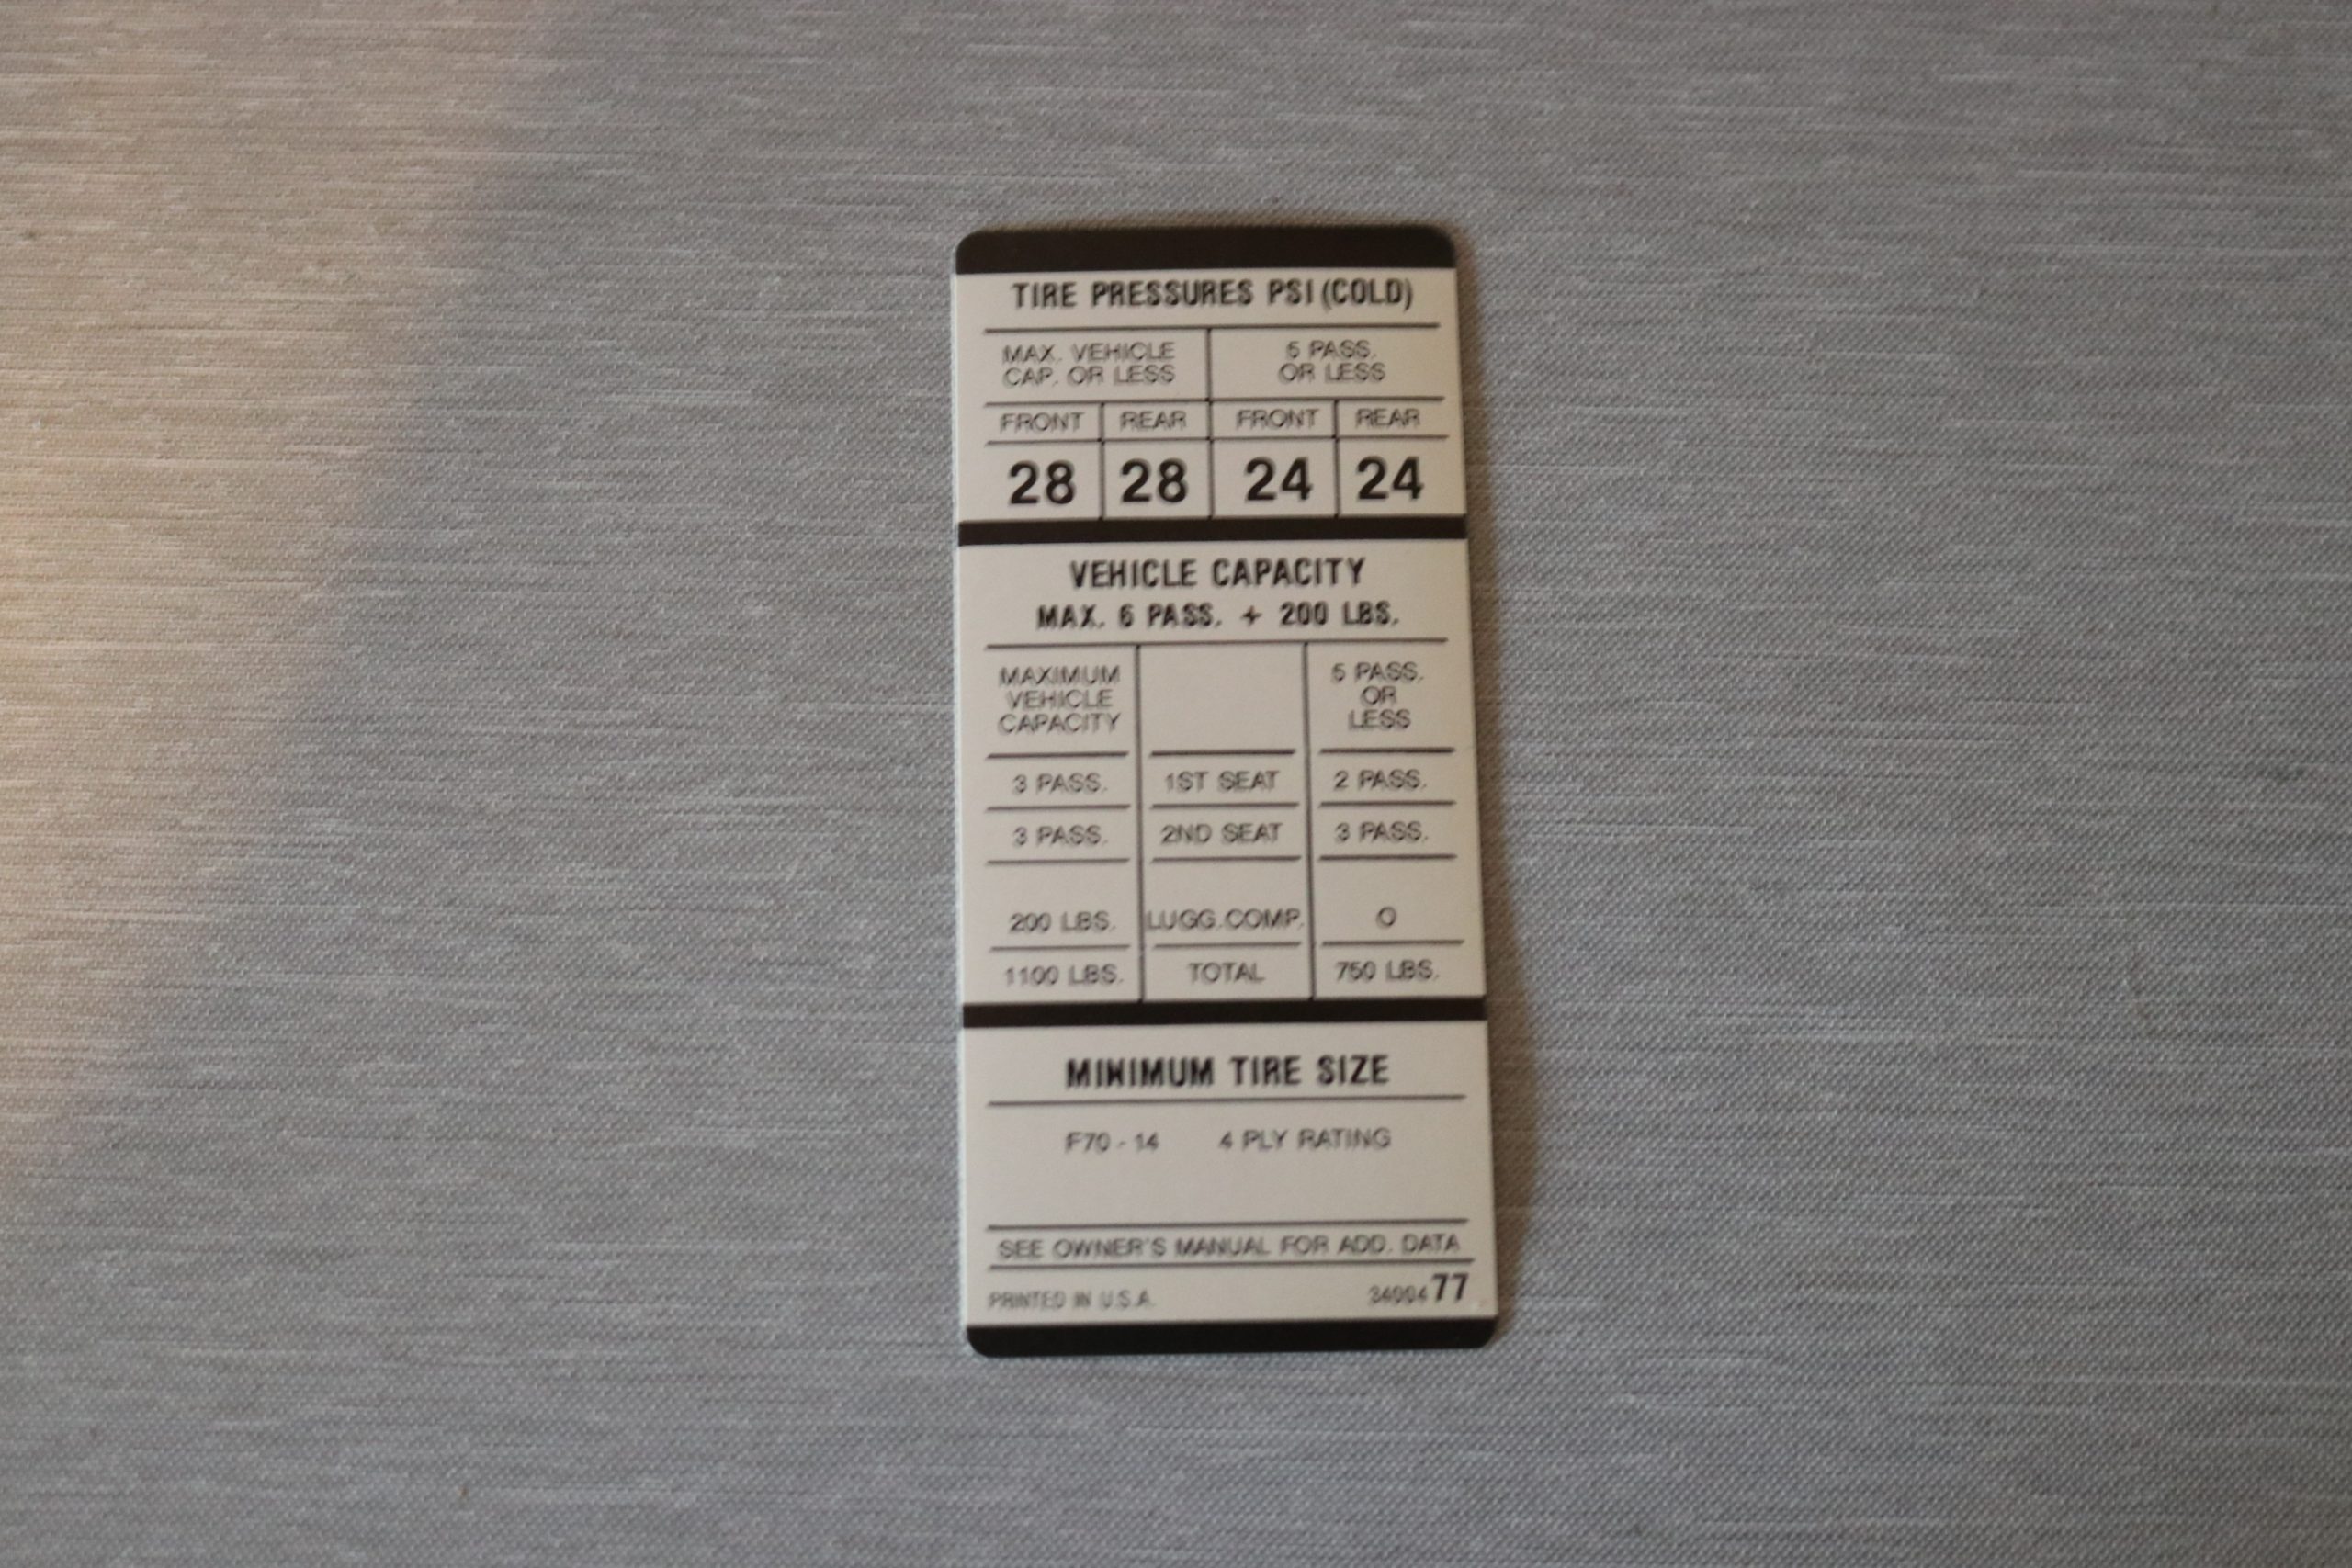 TIRE PRESSURES PSI (COLD)
MAX. VEHICLE CAP. OR LESS
5 PASS. OR LESS
FRONT REAR FRONT REAR
28 28 24 24
VEHICLE CAPACITY
MAX. 6 PASS. + 200 LBS.
MAXIMUM VEHICLE CAPACITY
5 PASS. OR LESS
3 PASS. 1ST SEAT 2 PASS.
3 PASS. 2ND SEAT 3 PASS.
200 LBS. LUGG.COMP. O
1100 LBS. TOTAL 750 LBS.
MINIMUM TIRE SIZE
F70 - 14 4 PLY RATING
SEE OWNER'S MANUAL FOR ADD. DATA
PRINTED IN U.S.A. 3400477